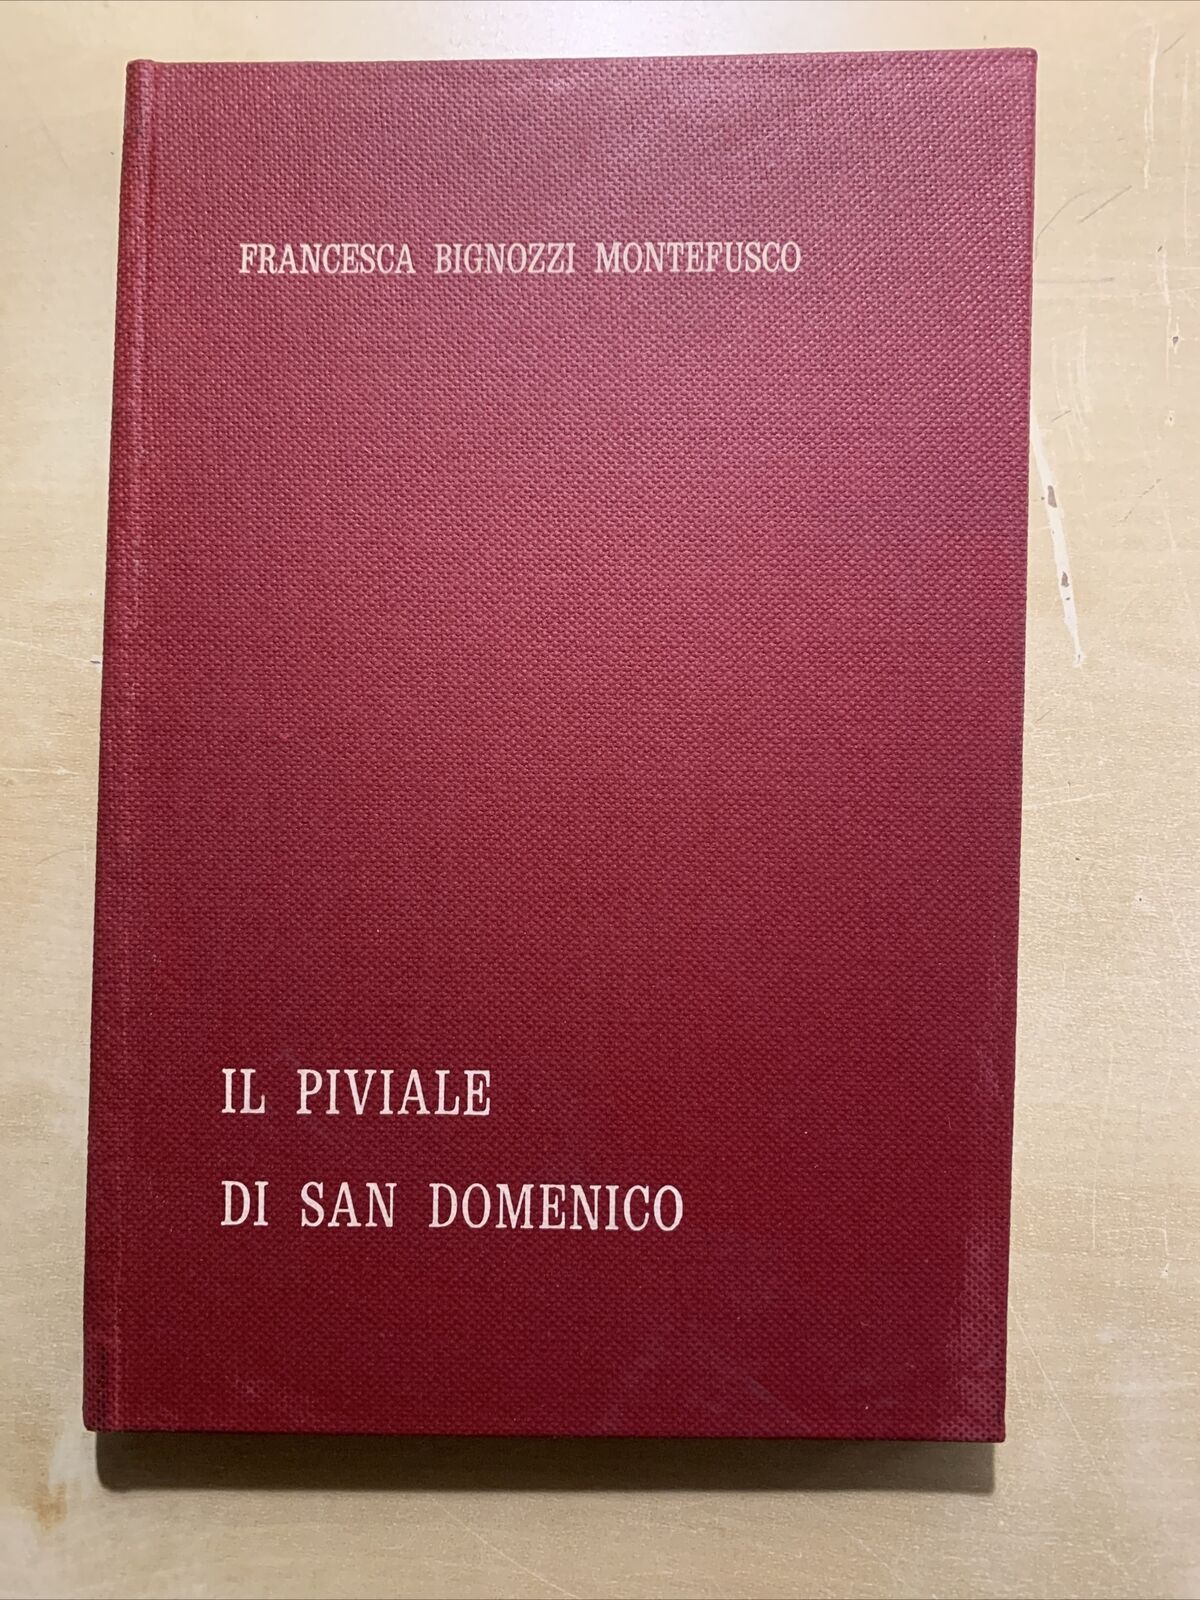 FRANCESCA BIGNOZZI MONTEFUSCO
IL PIVIALE
DI SAN DOMENICO